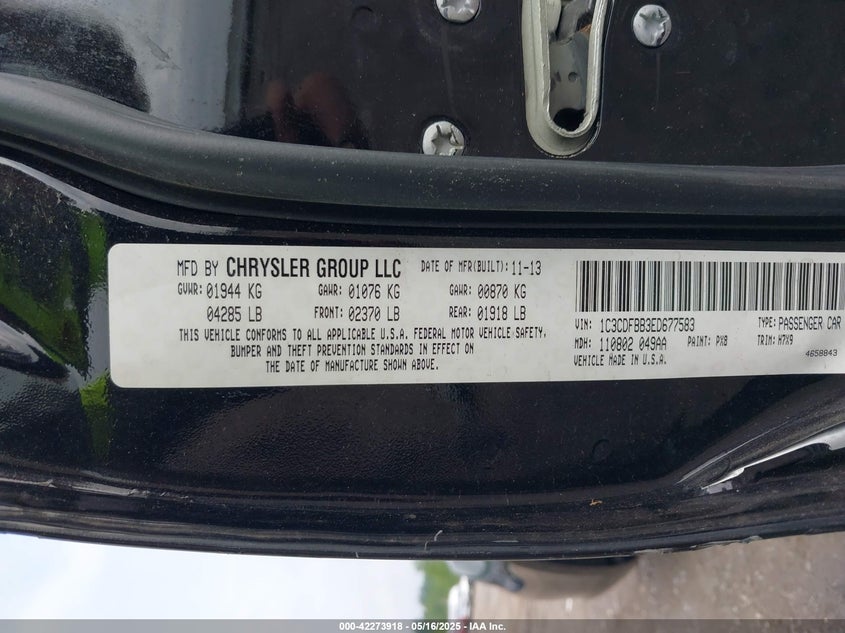 MFD BY CHRYSLER GROUP LLC DATE OF MFR(BUILT): 11-13
GVWR: 01944 KG GAWR: 01076 KG GAWR: 00870 KG
04285 LB FRONT: 02370 LB REAR: 01918 LB
THIS VEHICLE CONFORMS TO ALL APPLICABLE U.S.A. FEDERAL MOTOR VEHICLE SAFETY,
BUMPER AND THEFT PREVENTION STANDARDS IN EFFECT ON
THE DATE OF MANUFACTURE SHOWN ABOVE.
VIN: 1C3CDFBB3ED677583 TYPE: PASSENGER CAR
MDH: 110802 049AA PAINT: PX8 TRIM: H7X9
VEHICLE MADE IN U.S.A. 4658843
000-42273918 - 05/16/2025 - IAA Inc.